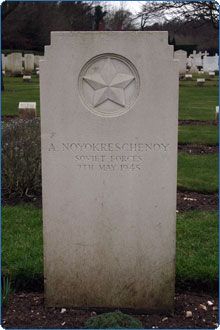 A. NOVOKRESCHENOV
SOVIET FORCES
9TH MAY 1945